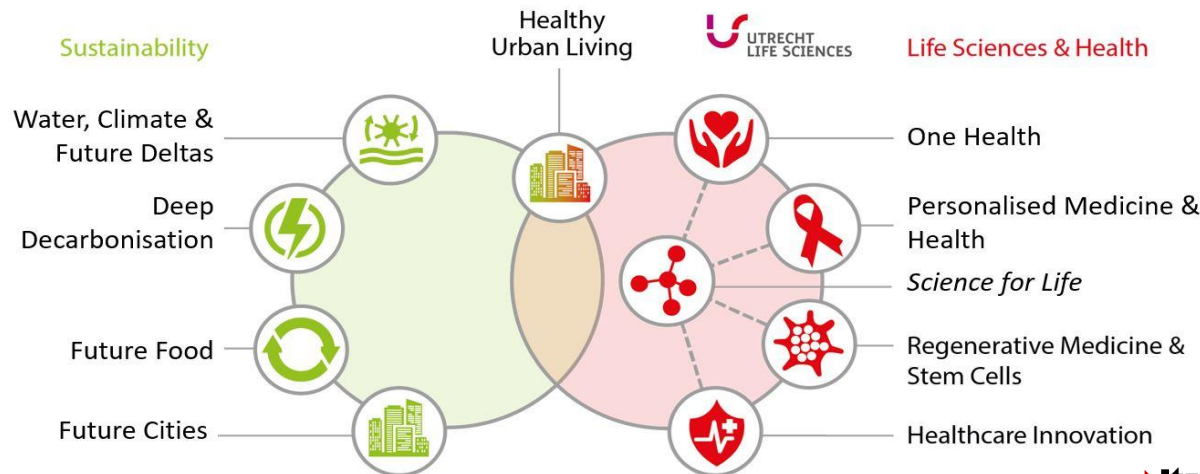 Sustainability
Healthy
Urban Living
UTRECHT
LIFE SCIENCES
Life Sciences & Health
Water, Climate &
Future Deltas
Deep
Decarbonisation
Future Food
Future Cities
One Health
Personalised Medicine &
Health
Science for Life
Regenerative Medicine &
Stem Cells
Healthcare Innovation